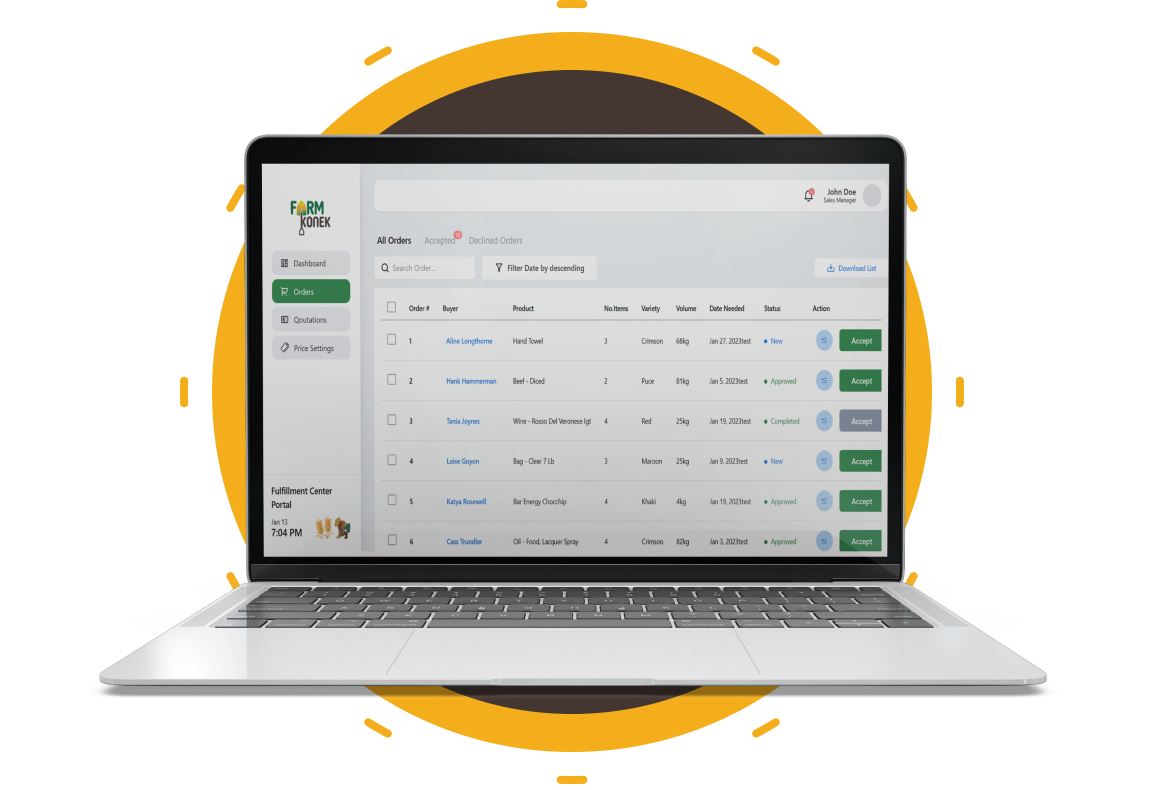 FARM
KONEK
John Doe
Sales Manager
All Orders Accepted Declined Orders
Search Order... Filter Date by descending Download List
Dashboard
Orders
Qoutations
Price Settings
Order # Buyer Product No.Items Variety Volume Date Needed Status Action
1 Aline Longthorne Hand Towel 3 Crimson 68kg Jan 27, 2023test New Accept
2 Hank Hammerman Beef - Diced 2 Puce 81kg Jan 5, 2023test Approved Accept
3 Tania Joynes Wine - Rosso Del Veronese Igt 4 Red 25kg Jan 19, 2023test Completed Accept
4 Loise Guyon Bag - Clear 7 Lb 3 Maroon 25kg Jan 9, 2023test New Accept
5 Katya Rosewell Bar Energy Chocchip 4 Khaki 4kg Jan 19, 2023test Approved Accept
6 Cass Trundler Oil - Food, Lacquer Spray 4 Crimson 82kg Jan 3, 2023test Approved Accept
Fulfillment Center
Portal
Jan 13
7:04 PM